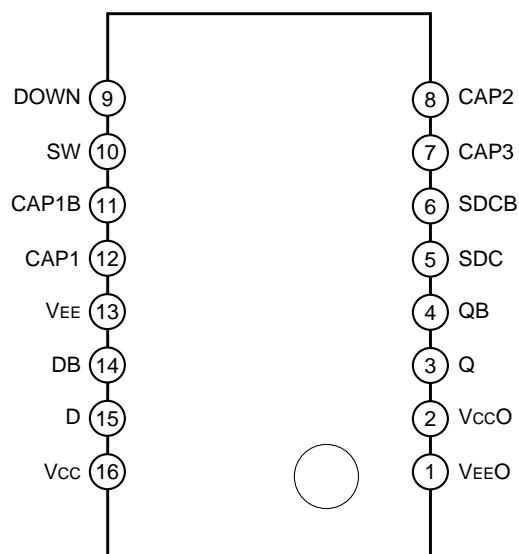 DOWN 9 8 CAP2
SW 10 7 CAP3
CAP1B 11 6 SDCB
CAP1 12 5 SDC
VEE 13 4 QB
DB 14 3 Q
D 15 2 VCCO
VCC 16 1 VEEO